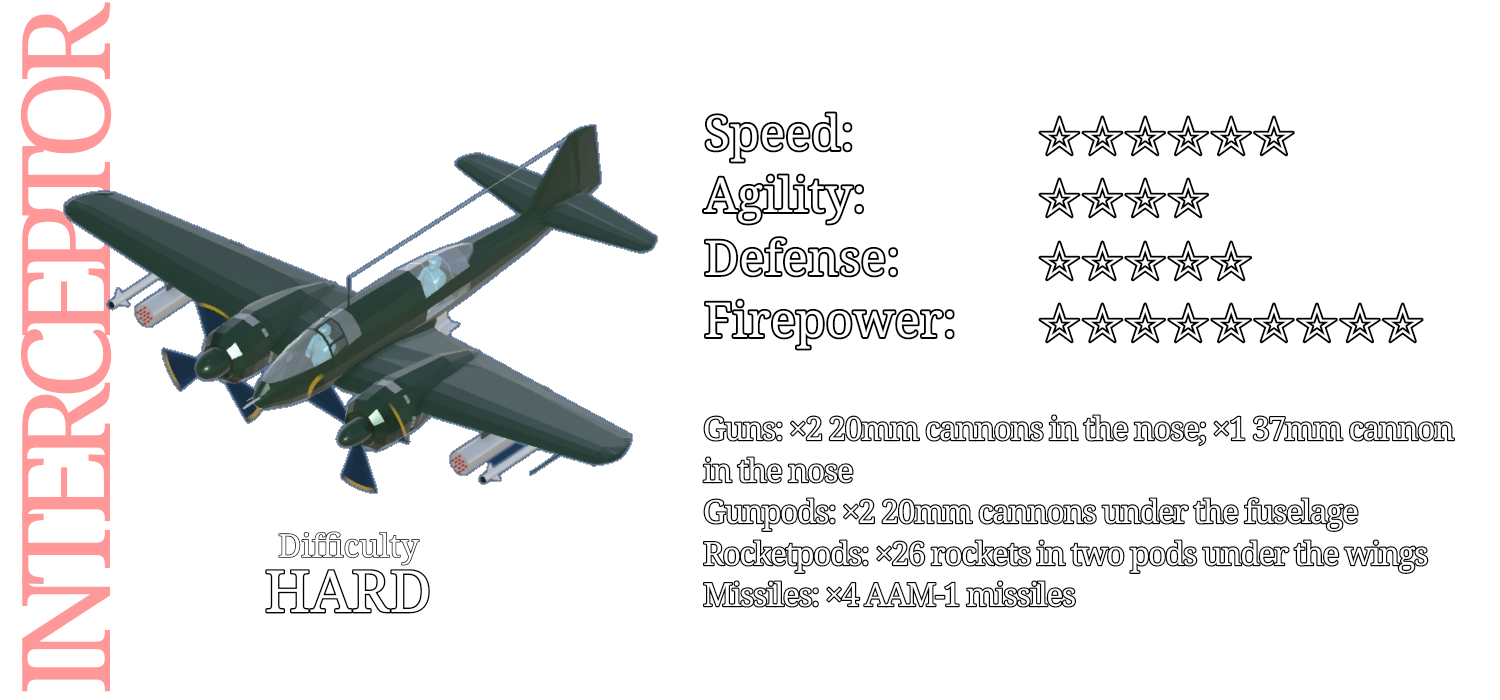 INTERCEPTOR
Speed: ☆☆☆☆☆☆
Agility: ☆☆☆☆
Defense: ☆☆☆☆☆
Firepower: ☆☆☆☆☆☆☆☆☆
Guns: ×2 20mm cannons in the nose; ×1 37mm cannon
in the nose
Gunpods: ×2 20mm cannons under the fuselage
Rocketpods: ×26 rockets in two pods under the wings
Missiles: ×4 AAM-1 missiles
Difficulty
HARD